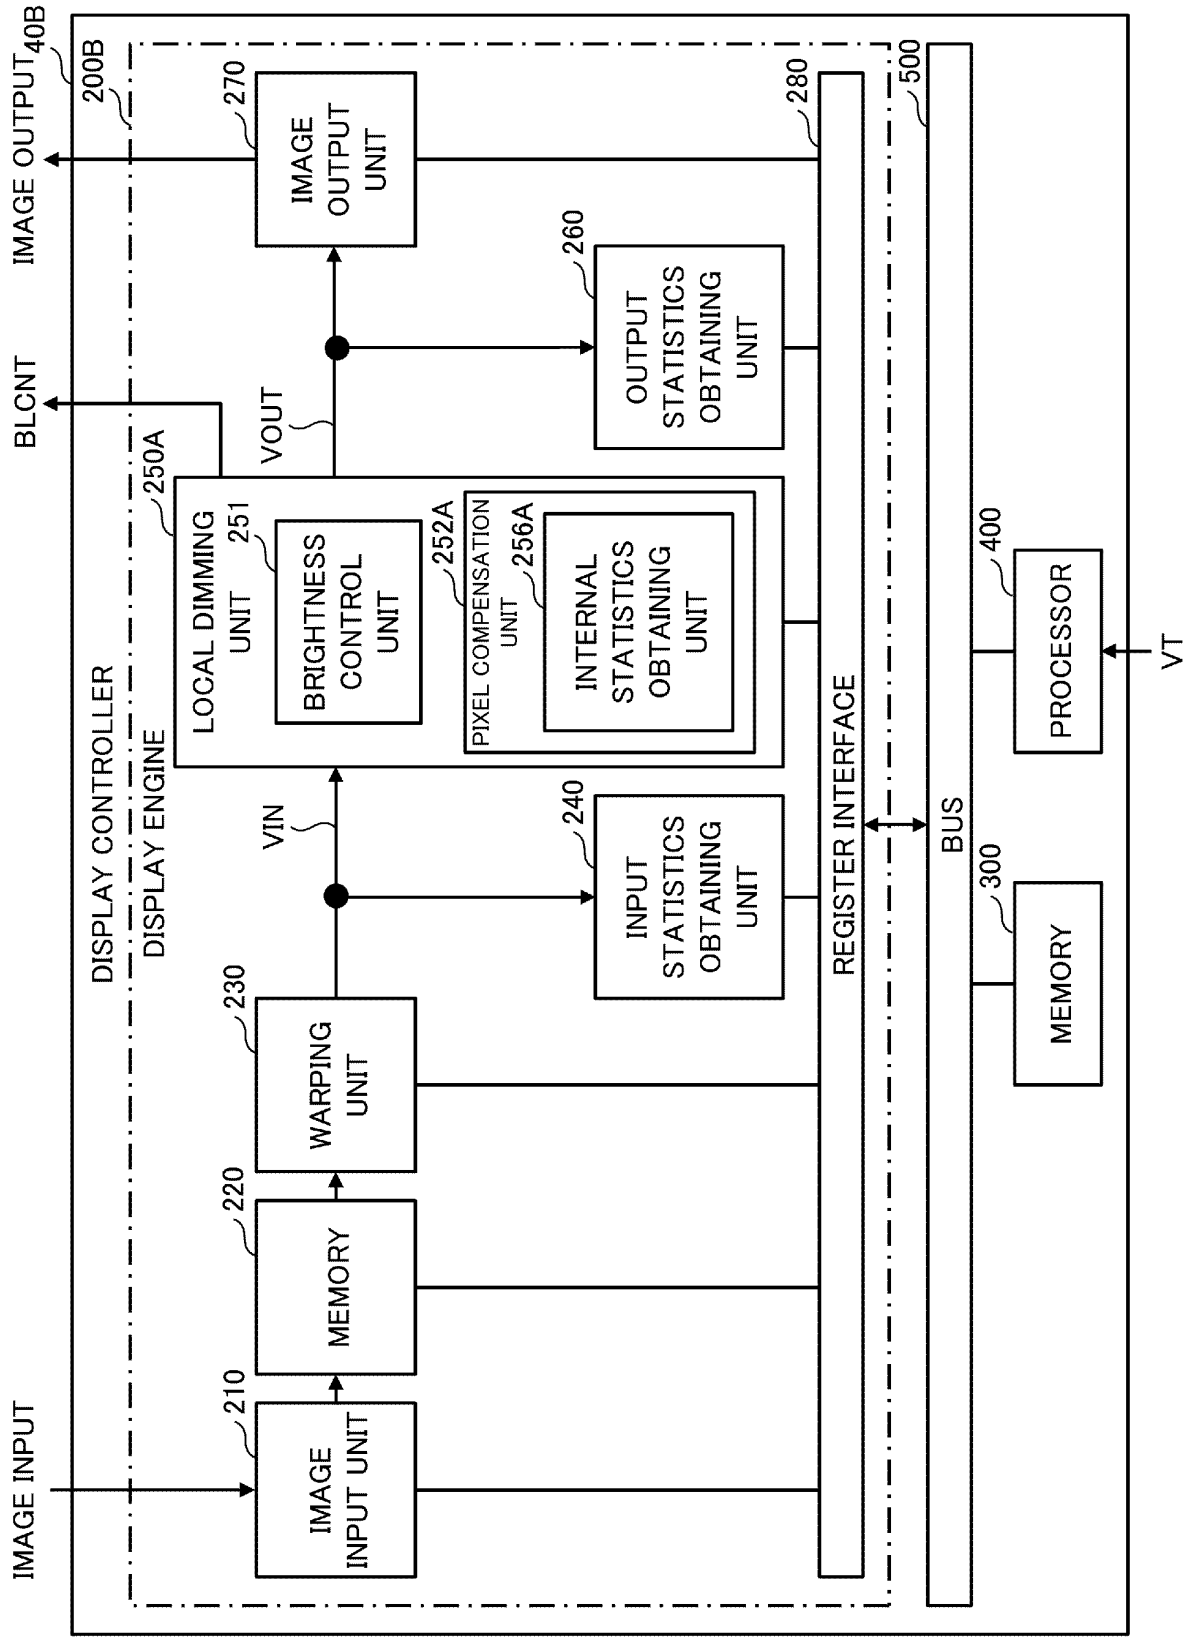 IMAGE INPUT
BLCNT
IMAGE OUTPUT
40B
DISPLAY CONTROLLER
200B
DISPLAY ENGINE
210
IMAGE
INPUT UNIT
220
MEMORY
230
WARPING
UNIT
VIN
240
INPUT
STATISTICS
OBTAINING
UNIT
250A
LOCAL DIMMING
UNIT
251
BRIGHTNESS
CONTROL
UNIT
252A
PIXEL COMPENSATION
UNIT
256A
INTERNAL
STATISTICS
OBTAINING
UNIT
VOUT
260
OUTPUT
STATISTICS
OBTAINING
UNIT
270
IMAGE
OUTPUT
UNIT
280
REGISTER INTERFACE
500
BUS
300
MEMORY
400
PROCESSOR
VT